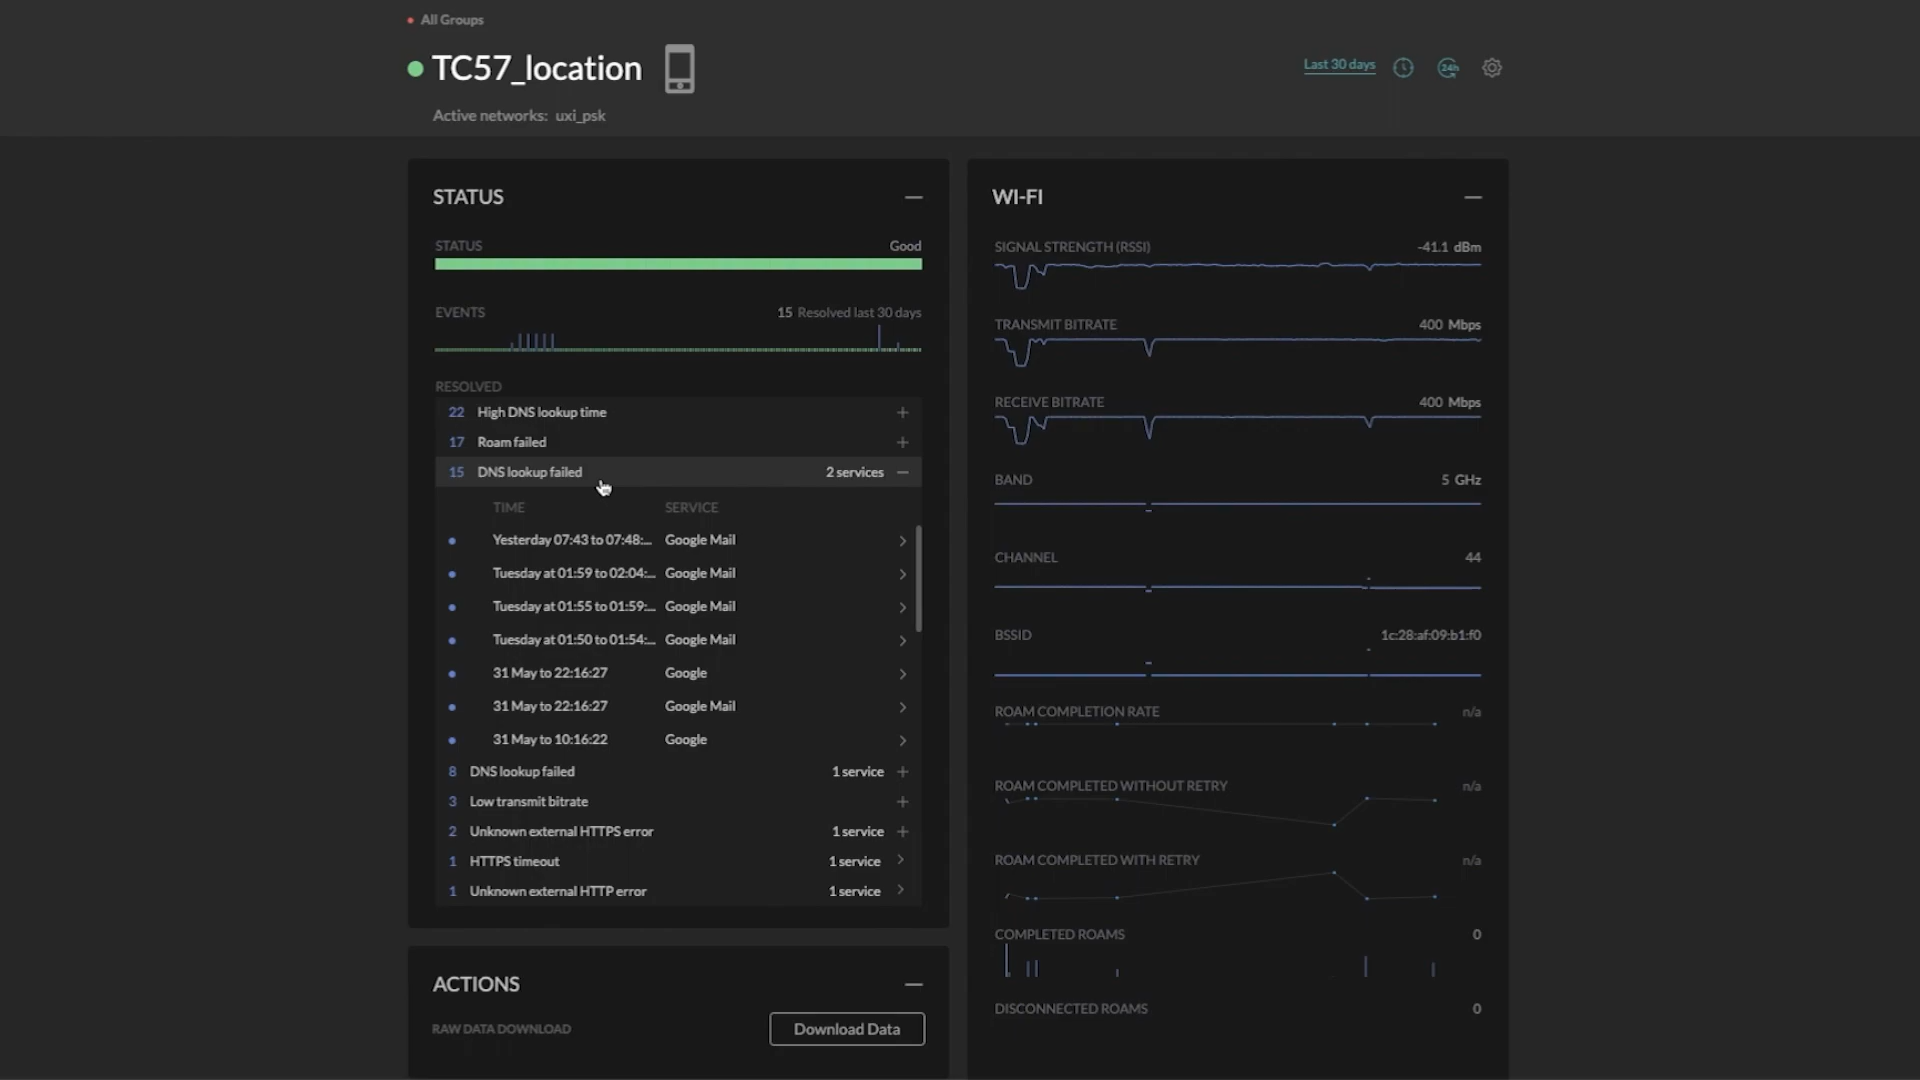 All Groups
TC57_location
Last 30 days
24h
Active networks: uxi_psk
STATUS
STATUS Good
EVENTS 15 Resolved last 30 days
RESOLVED
22 High DNS lookup time
17 Roam failed
15 DNS lookup failed 2 services
TIME SERVICE
Yesterday 07:43 to 07:48:... Google Mail
Tuesday at 01:59 to 02:04:... Google Mail
Tuesday at 01:55 to 01:59:... Google Mail
Tuesday at 01:50 to 01:54:... Google Mail
31 May to 22:16:27 Google
31 May to 22:16:27 Google Mail
31 May to 10:16:22 Google
8 DNS lookup failed 1 service
3 Low transmit bitrate
2 Unknown external HTTPS error 1 service
1 HTTPS timeout 1 service
1 Unknown external HTTP error 1 service
ACTIONS
RAW DATA DOWNLOAD Download Data
WI-FI
SIGNAL STRENGTH (RSSI) -41.1 dBm
TRANSMIT BITRATE 400 Mbps
RECEIVE BITRATE 400 Mbps
BAND 5 GHz
CHANNEL 44
BSSID 1c:28:af:09:b1:f0
ROAM COMPLETION RATE n/a
ROAM COMPLETED WITHOUT RETRY n/a
ROAM COMPLETED WITH RETRY n/a
COMPLETED ROAMS 0
DISCONNECTED ROAMS 0